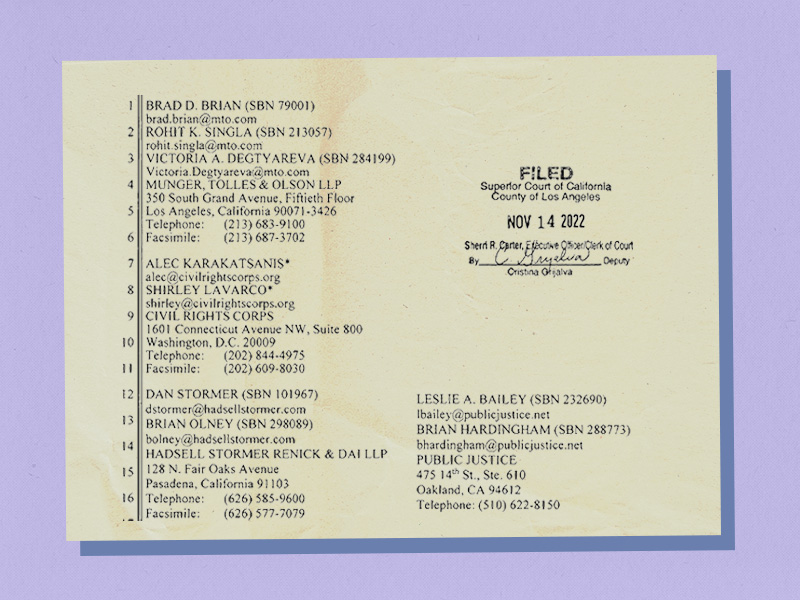 1 BRAD D. BRIAN (SBN 79001)
brad.brian@mto.com
2 ROHIT K. SINGLA (SBN 213057)
rohit.singla@mto.com
3 VICTORIA A. DEGTYAREVA (SBN 284199)
Victoria.Degtyareva@mto.com
4 MUNGER, TOLLES & OLSON LLP
350 South Grand Avenue, Fiftieth Floor
5 Los Angeles, California 90071-3426
Telephone: (213) 683-9100
6 Facsimile: (213) 687-3702
7 ALEC KARAKATSANIS*
alec@civilrightscorps.org
8 SHIRLEY LAVARCO*
shirley@civilrightscorps.org
9 CIVIL RIGHTS CORPS
1601 Connecticut Avenue NW, Suite 800
10 Washington, D.C. 20009
Telephone: (202) 844-4975
11 Facsimile: (202) 609-8030
12 DAN STORMER (SBN 101967)
dstormer@hadsellstormer.com
13 BRIAN OLNEY (SBN 298089)
bolney@hadsellstormer.com
14 HADSELL STORMER RENICK & DAI LLP
15 128 N. Fair Oaks Avenue
Pasadena, California 91103
16 Telephone: (626) 585-9600
Facsimile: (626) 577-7079
FILED
Superior Court of California
County of Los Angeles
NOV 14 2022
Sherri R. Carter, Executive Officer/Clerk of Court
By C. Grijalva Deputy
Cristina Grijalva
LESLIE A. BAILEY (SBN 232690)
lbailey@publicjustice.net
BRIAN HARDINGHAM (SBN 288773)
bhardingham@publicjustice.net
PUBLIC JUSTICE
475 14th St., Ste. 610
Oakland, CA 94612
Telephone: (510) 622-8150